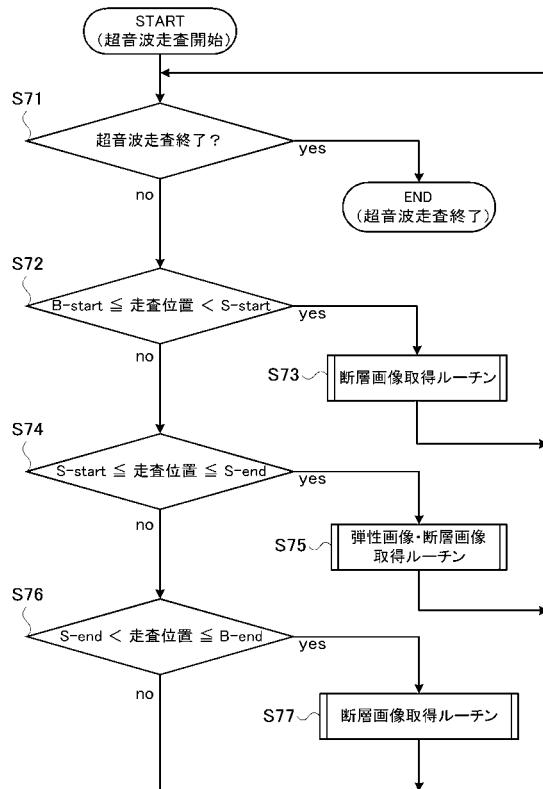 START
(超音波走査開始)
S71
超音波走査終了？
yes
no
END
(超音波走査終了)
S72
B-start ≦ 走査位置 < S-start
yes
no
S73
断層画像取得ルーチン
S74
S-start ≦ 走査位置 ≦ S-end
yes
no
S75
弾性画像・断層画像
取得ルーチン
S76
S-end < 走査位置 ≦ B-end
yes
no
S77
断層画像取得ルーチン